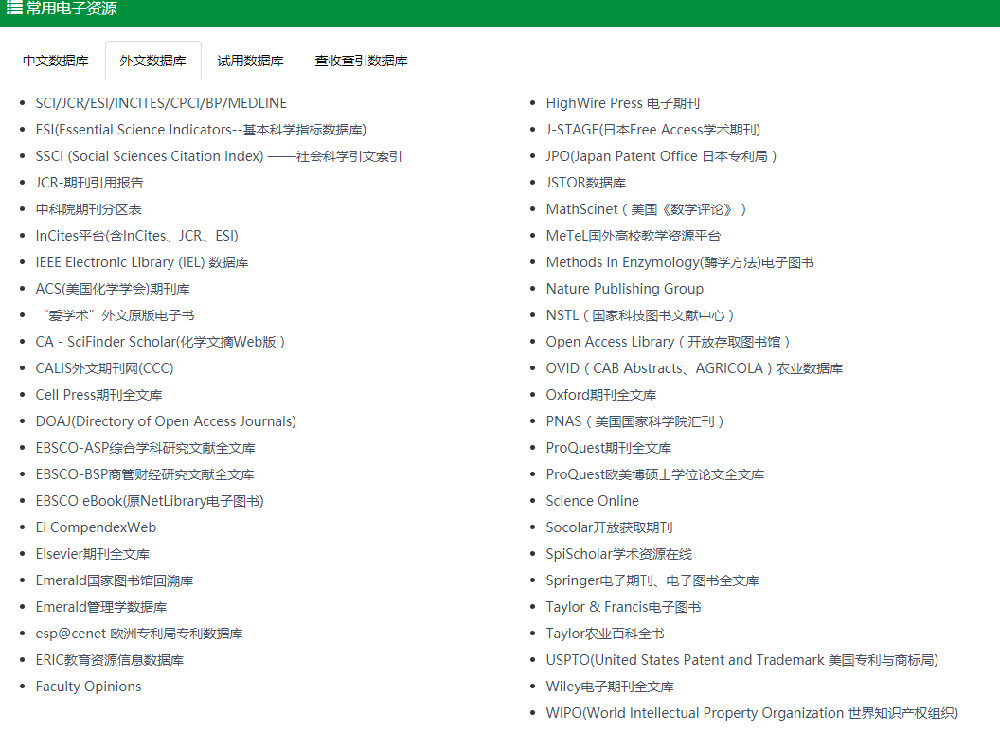 常用电子资源
中文数据库
外文数据库
试用数据库
查收查引数据库
SCI/JCR/ESI/INCITES/CPCI/BP/MEDLINE
ESI(Essential Science Indicators--基本科学指标数据库)
SSCI (Social Sciences Citation Index) ——社会科学引文索引
JCR-期刊引用报告
中科院期刊分区表
InCites平台(含InCites、JCR、ESI)
IEEE Electronic Library (IEL) 数据库
ACS(美国化学学会)期刊库
“爱学术”外文原版电子书
CA - SciFinder Scholar(化学文摘Web版）
CALIS外文期刊网(CCC)
Cell Press期刊全文库
DOAJ(Directory of Open Access Journals)
EBSCO-ASP综合学科研究文献全文库
EBSCO-BSP商管财经研究文献全文库
EBSCO eBook(原NetLibrary电子图书)
Ei CompendexWeb
Elsevier期刊全文库
Emerald国家图书馆回溯库
Emerald管理学数据库
esp@cenet 欧洲专利局专利数据库
ERIC教育资源信息数据库
Faculty Opinions
HighWire Press 电子期刊
J-STAGE(日本Free Access学术期刊)
JPO(Japan Patent Office 日本专利局）
JSTOR数据库
MathScinet（美国《数学评论》）
MeTeL国外高校教学资源平台
Methods in Enzymology(酶学方法)电子图书
Nature Publishing Group
NSTL（国家科技图书文献中心）
Open Access Library（开放存取图书馆）
OVID（CAB Abstracts、AGRICOLA）农业数据库
Oxford期刊全文库
PNAS（美国国家科学院汇刊）
ProQuest期刊全文库
ProQuest欧美博硕士学位论文全文库
Science Online
Socolar开放获取期刊
SpiScholar学术资源在线
Springer电子期刊、电子图书全文库
Taylor & Francis电子图书
Taylor农业百科全书
USPTO(United States Patent and Trademark 美国专利与商标局)
Wiley电子期刊全文库
WIPO(World Intellectual Property Organization 世界知识产权组织)